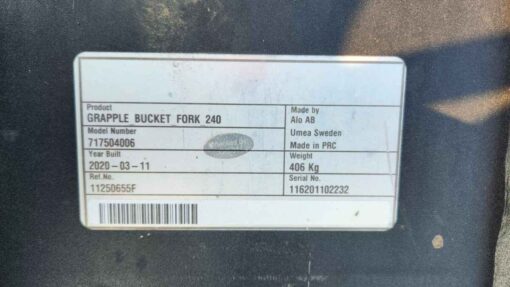 Product
GRAPPLE BUCKET FORK 240
Model Number
717504006
Year Built
2020-03-11
Ref.No.
11250655F
Made by
Alo AB
Umea Sweden
Made in PRC
Weight
406 Kg
Serial No.
116201102232